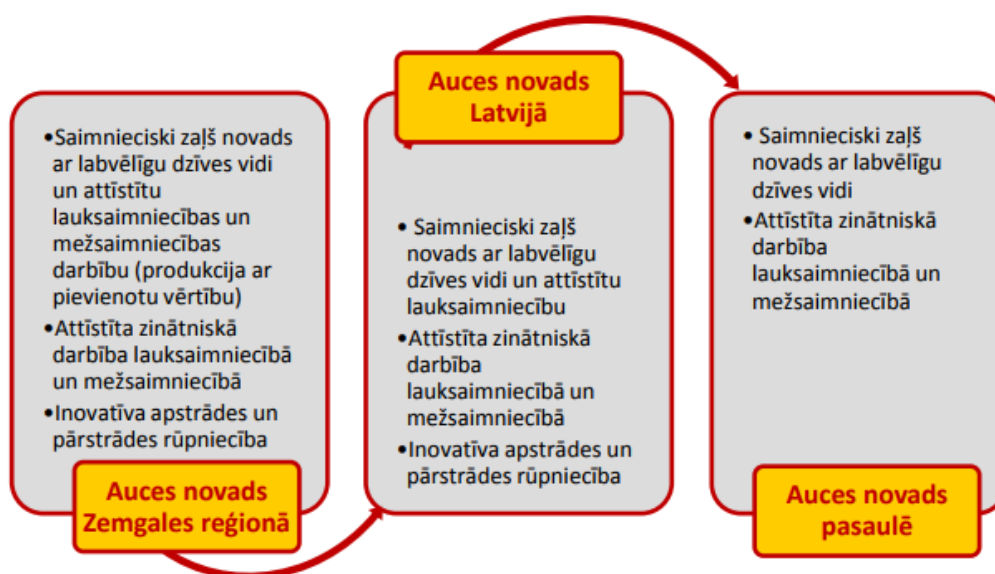 •Saimnieciski zaļš novads
ar labvēlīgu dzīves vidi
un attīstītu
lauksaimniecības un
mežsaimniecības
darbību (produkcija ar
pievienotu vērtību)
•Attīstīta zinātniskā
darbība lauksaimniecībā
un mežsaimniecībā
•Inovatīva apstrādes un
pārstrādes rūpniecība
Auces novads
Zemgales reģionā
Auces novads
Latvijā
• Saimnieciski zaļš
novads ar labvēlīgu
dzīves vidi un attīstītu
lauksaimniecību
•Attīstīta zinātniskā
darbība
lauksaimniecībā un
mežsaimniecībā
•Inovatīva apstrādes un
pārstrādes rūpniecība
• Saimnieciski zaļš
novads ar labvēlīgu
dzīves vidi
•Attīstīta zinātniskā
darbība
lauksaimniecībā un
mežsaimniecībā
Auces novads
pasaulē